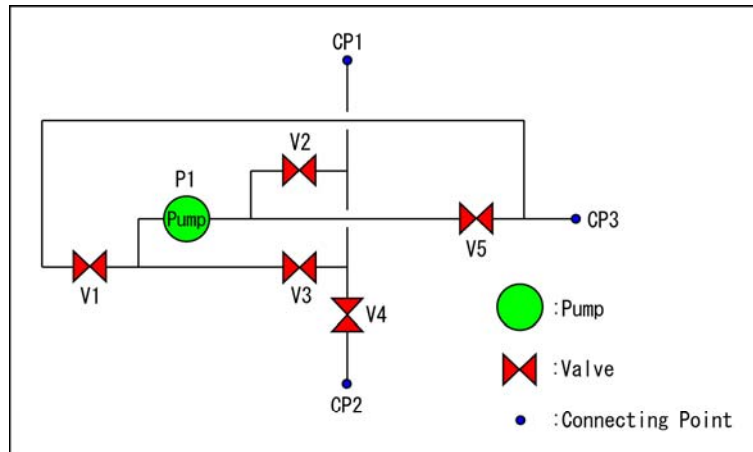 CP1
V2
P1
Pump
CP3
V5
V1
V3
V4
CP2
:Pump
:Valve
:Connecting Point